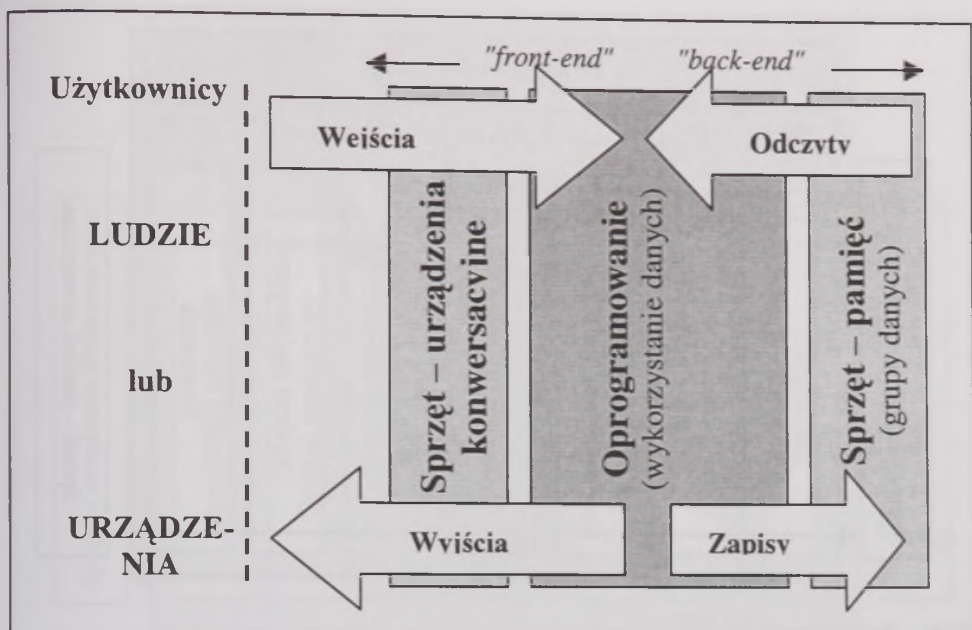 "front-end" "back-end"
Użytkownicy
Wejścia
Odczyty
LUDZIE
lub
URZĄDZE-
NIA
Sprzęt – urządzenia
konwersacyjne
Oprogramowanie
(wykorzystanie danych)
Sprzęt – pamięć
(grupy danych)
Wyjścia
Zapisy